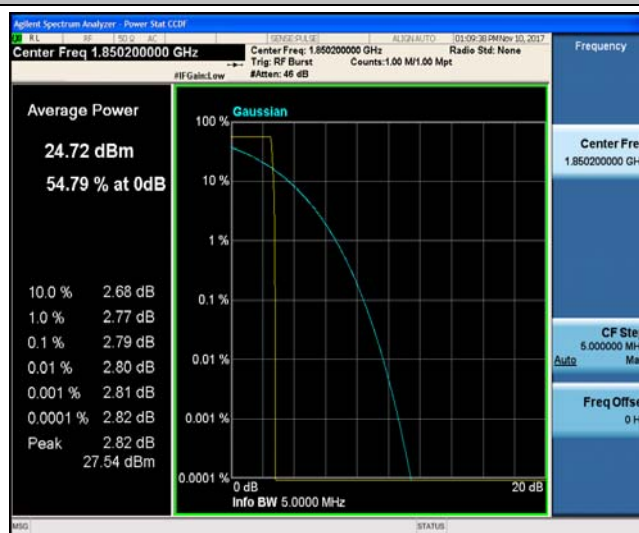 Agilent Spectrum Analyzer - Power Stat CCDF
RL RF 50 Ω AC SENSE:PULSE ALIGN AUTO 01:09:38 PM Nov 10, 2017
Center Freq 1.850200000 GHz
Center Freq: 1.850200000 GHz Radio Std: None
Trig: RF Burst Counts:1.00 M/1.00 Mpt
#IFGain:Low #Atten: 46 dB
Frequency
Average Power
24.72 dBm
54.79 % at 0dB
10.0 % 2.68 dB
1.0 % 2.77 dB
0.1 % 2.79 dB
0.01 % 2.80 dB
0.001 % 2.81 dB
0.0001 % 2.82 dB
Peak 2.82 dB
27.54 dBm
Gaussian
100 %
10 %
1 %
0.1 %
0.01 %
0.001 %
0.0001 %
0 dB 20 dB
Info BW 5.0000 MHz
Center Fre
1.850200000 GH
CF Ste
5.000000 MH
Auto Ma
Freq Offse
0 H
MSG STATUS